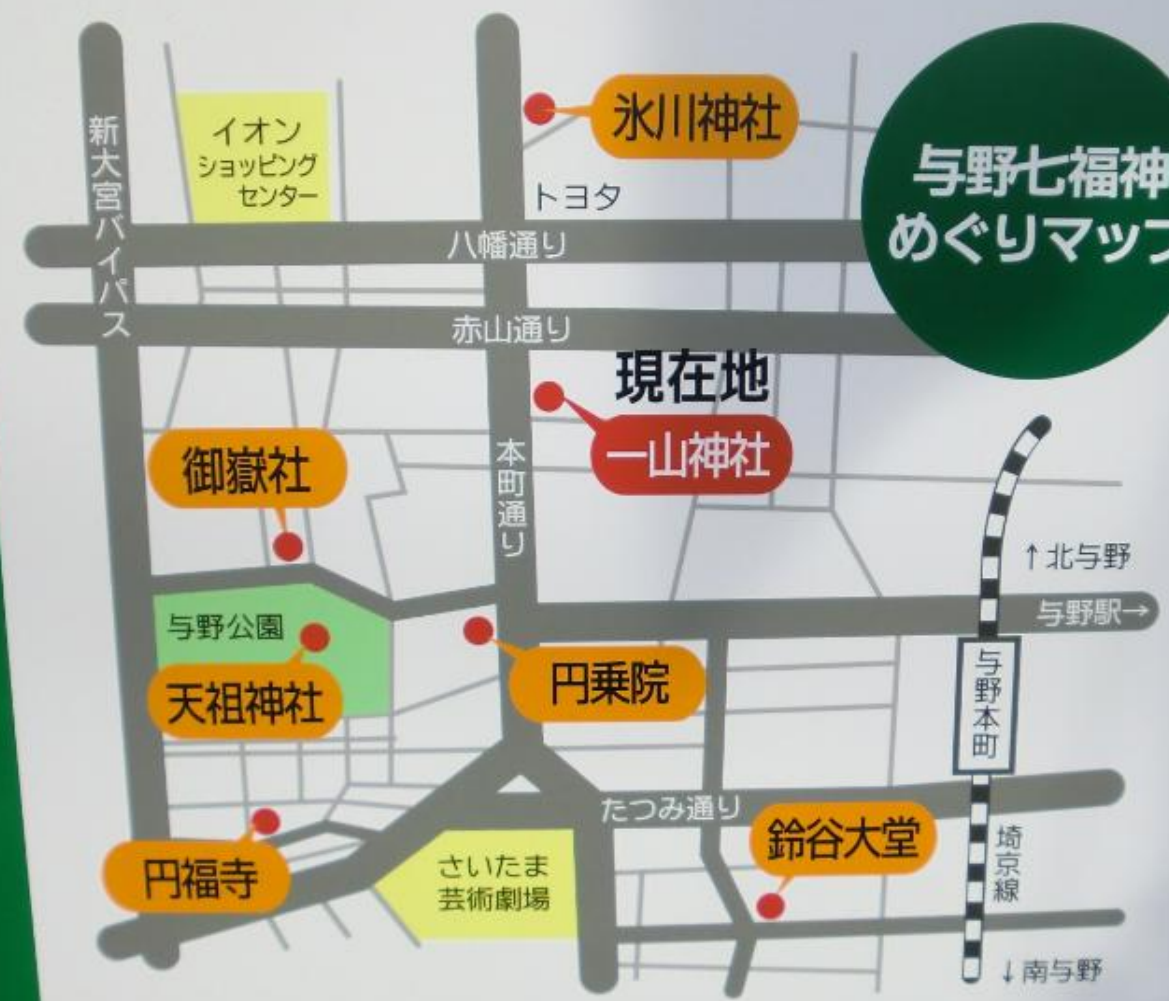 与野七福神
めぐりマップ
新大宮バイパス
イオン
ショッピング
センター
氷川神社
トヨタ
八幡通り
赤山通り
現在地
一山神社
本町通り
御嶽社
↑北与野
与野駅→
与野公園
天祖神社
円乗院
与野本町
たつみ通り
鈴谷大堂
円福寺
さいたま
芸術劇場
埼京線
↓南与野